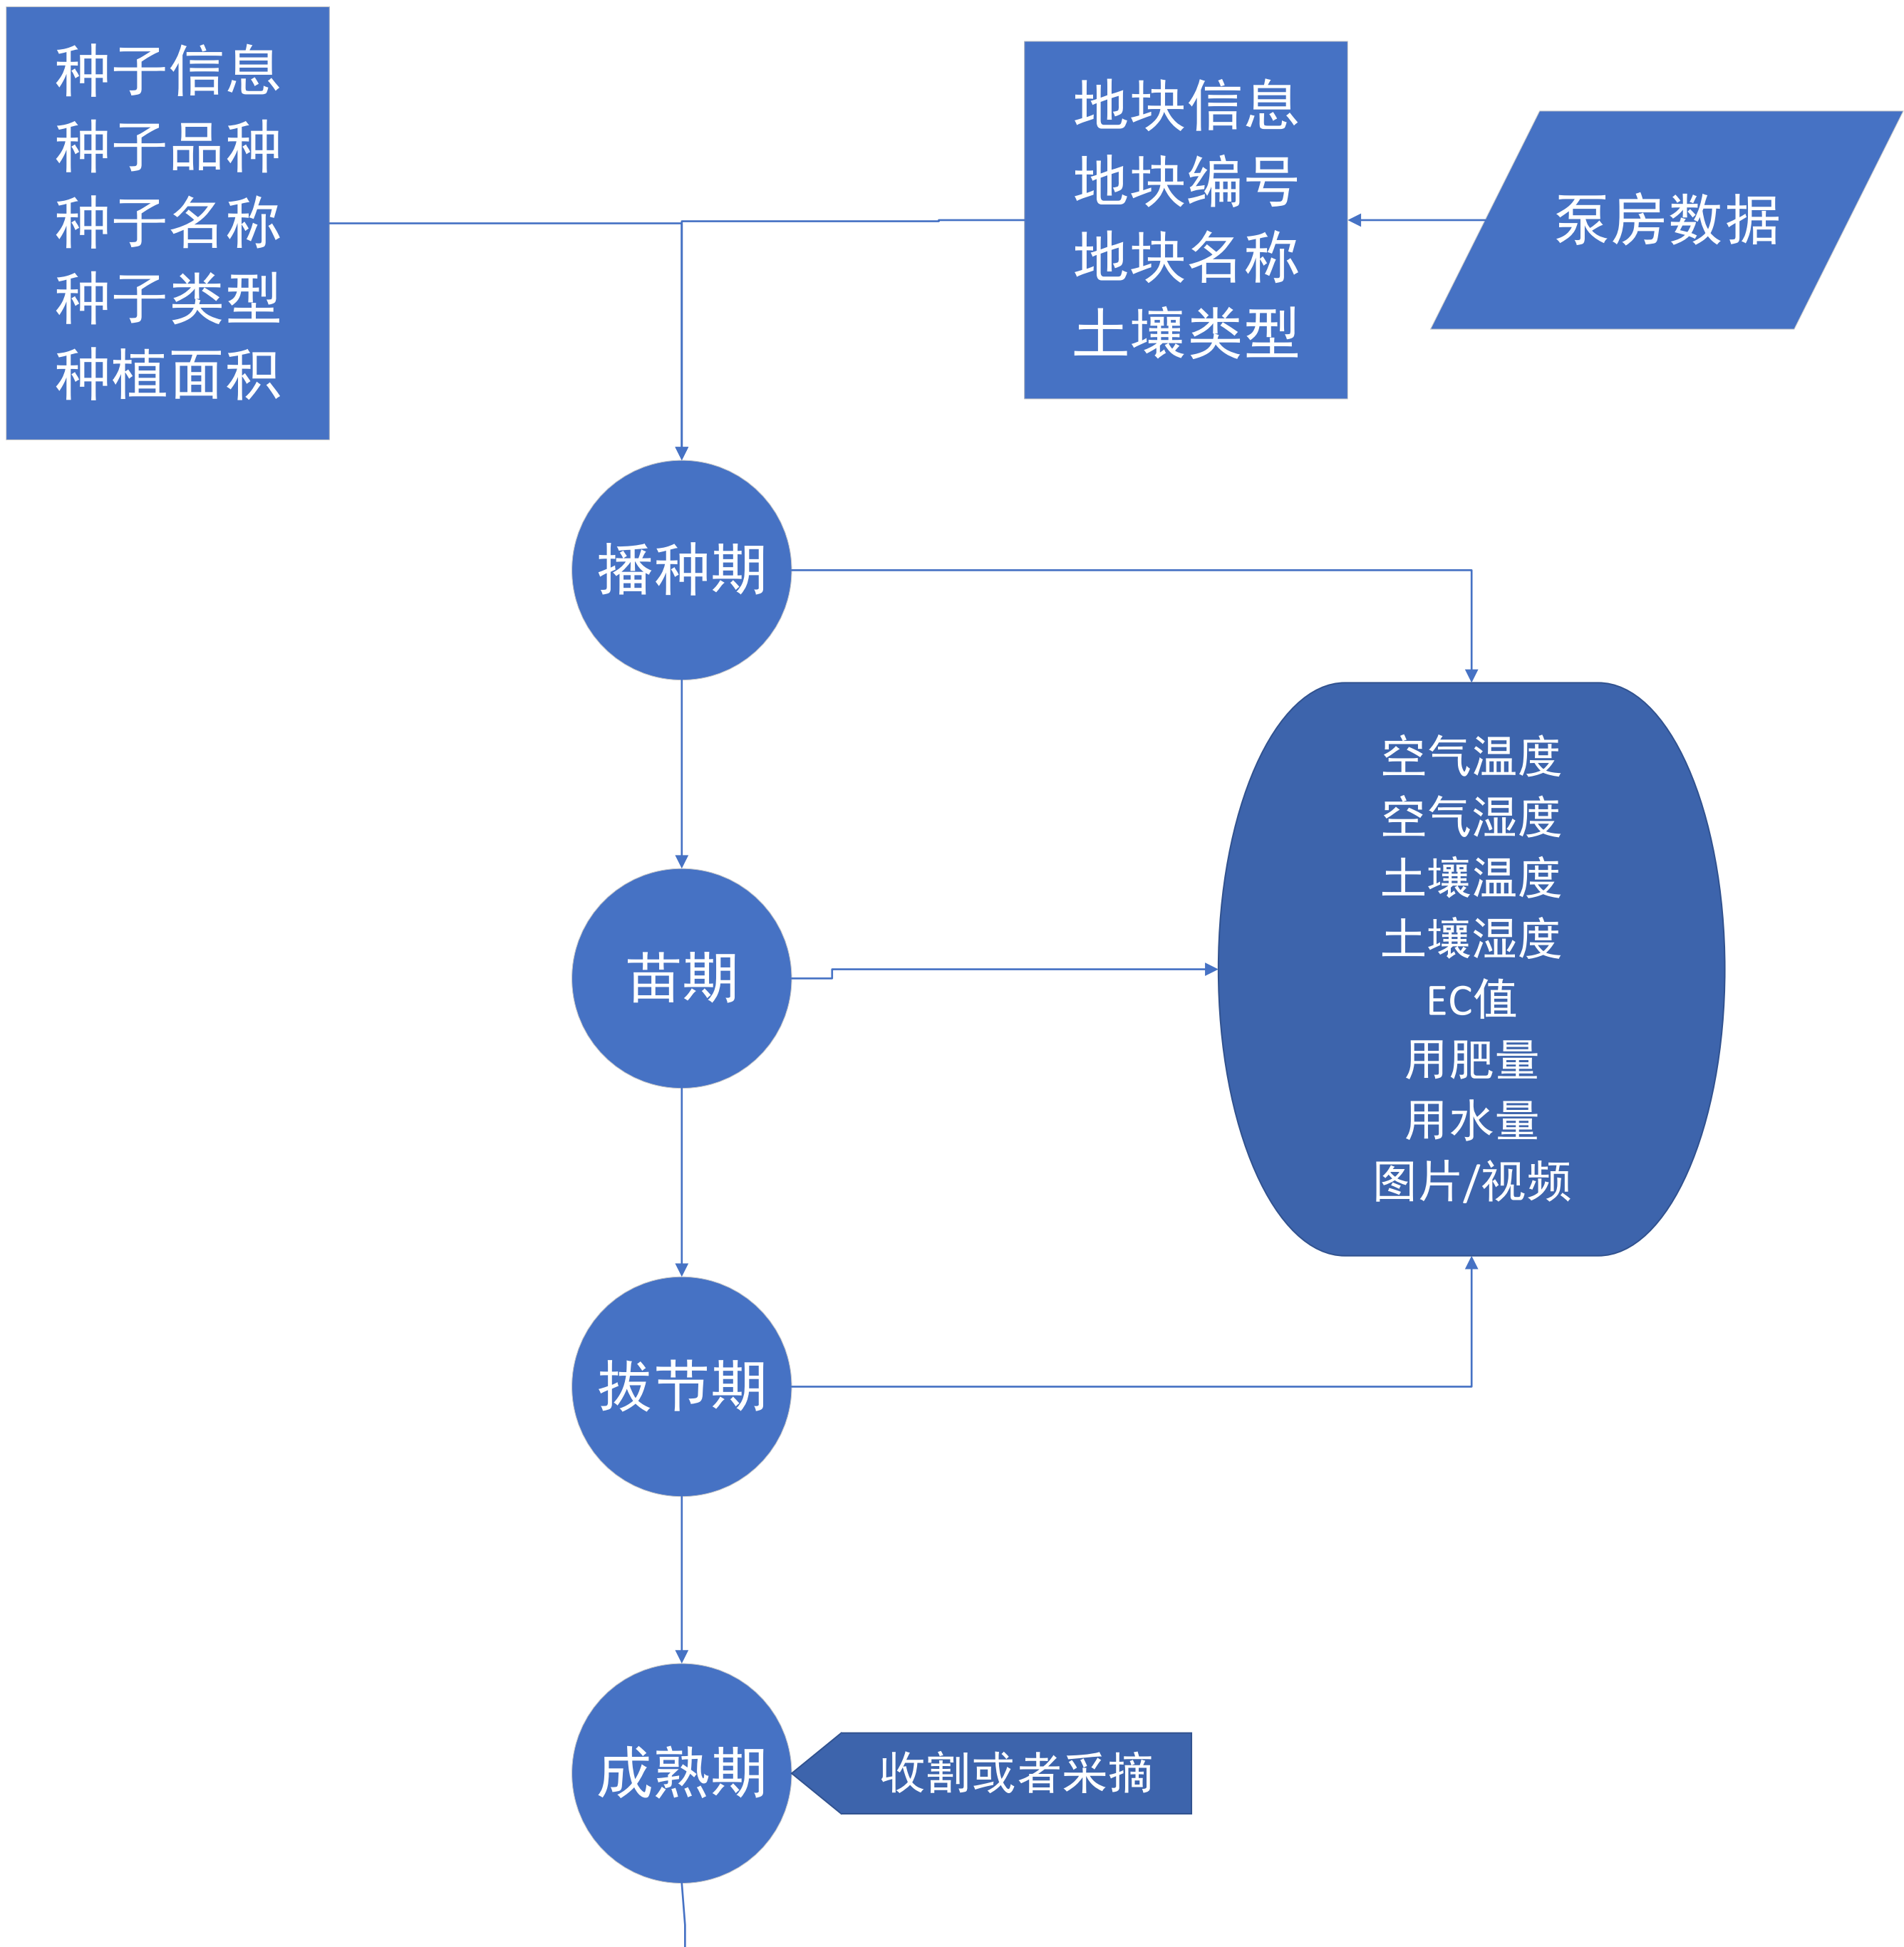 种子信息
种子品种
种子名称
种子类型
种植面积
地块信息
地块编号
地块名称
土壤类型
泵房数据
播种期
空气温度
空气湿度
土壤温度
土壤湿度
EC值
用肥量
用水量
图片/视频
苗期
拔节期
成熟期
收割或者采摘